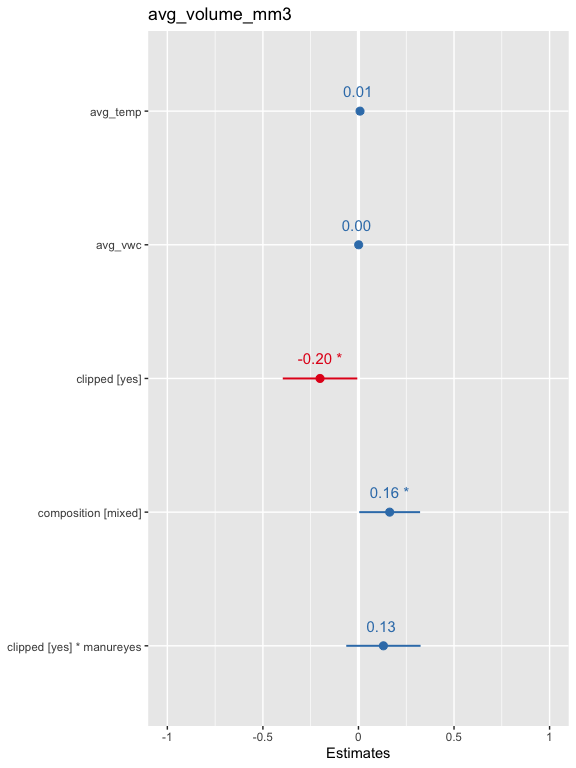 avg_volume_mm3
0.01
avg_temp
0.00
avg_vwc
-0.20 *
clipped [yes]
0.16 *
composition [mixed]
0.13
clipped [yes] * manureyes
-1 -0.5 0 0.5 1
Estimates